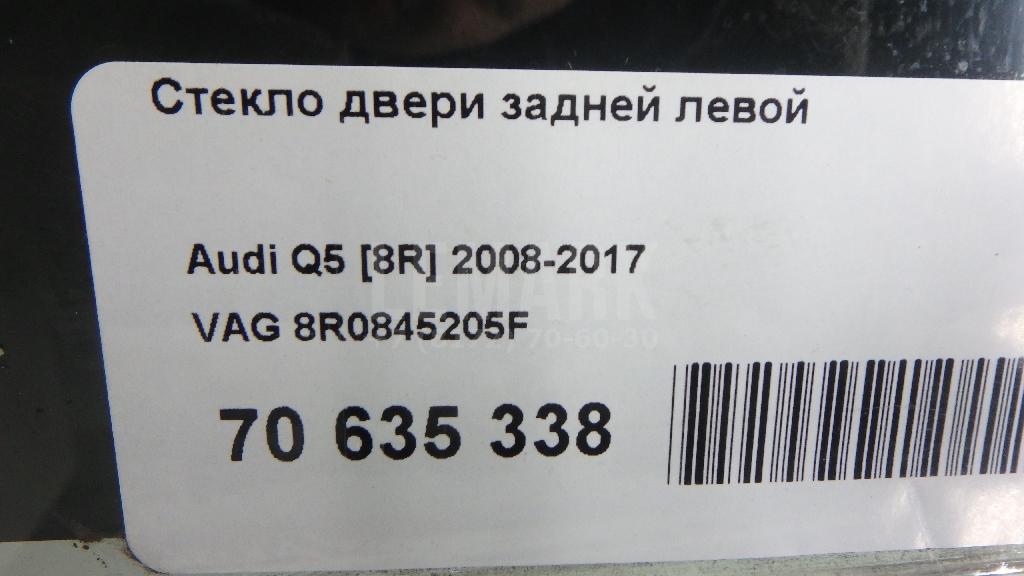 Стекло двери задней левой
Audi Q5 [8R] 2008-2017
VAG 8R0845205F
70 635 338